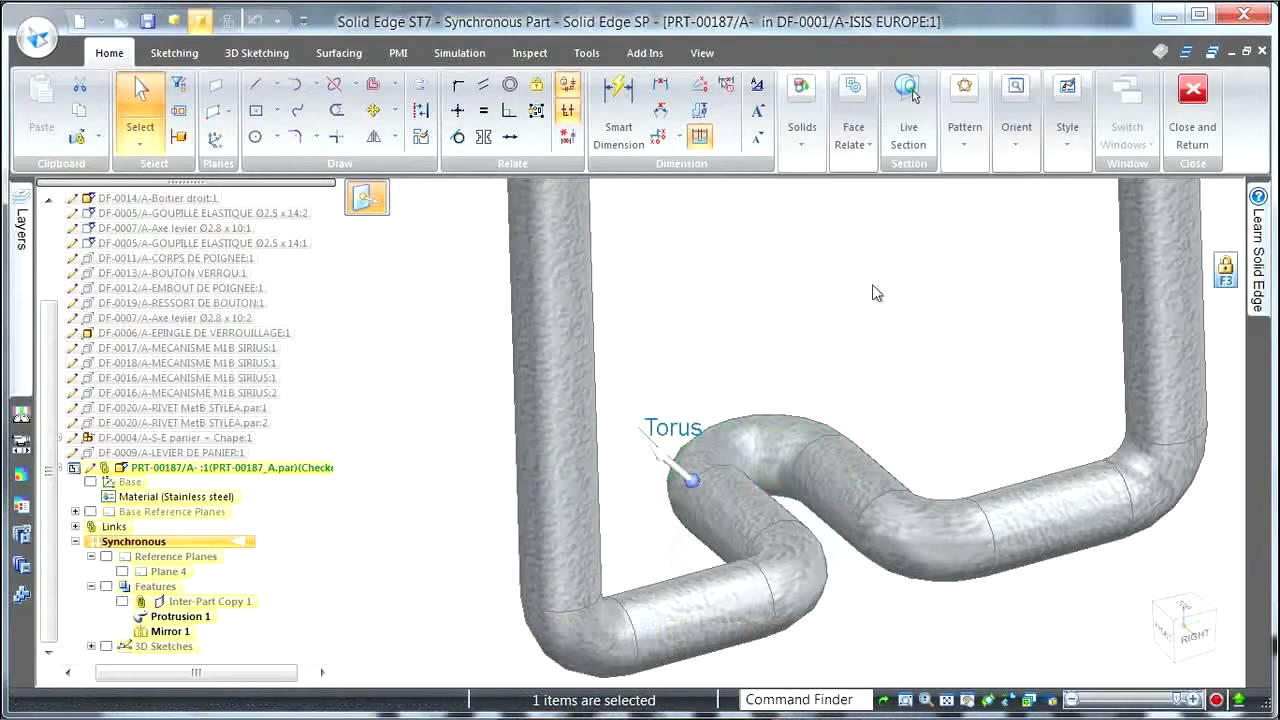 Solid Edge ST7 - Synchronous Part - Solid Edge SP - [PRT-00187/A- in DF-0001/A-ISIS EUROPE:1]
Home Sketching 3D Sketching Surfacing PMI Simulation Inspect Tools Add Ins View
Paste
Select
Smart Dimension
Solids
Face Relate
Live Section
Pattern
Orient
Style
Switch Windows
Close and Return
Clipboard Select Planes Draw Relate Dimension Section Window Close
Layers
Learn Solid Edge
F3
DF-0014/A-Boitier droit:1
DF-0005/A-GOUPILLE ELASTIQUE Ø2.5 x 14:2
DF-0007/A-Axe levier Ø2.8 x 10:1
DF-0005/A-GOUPILLE ELASTIQUE Ø2.5 x 14:1
DF-0011/A-CORPS DE POIGNEE:1
DF-0013/A-BOUTON VERROU:1
DF-0012/A-EMBOUT DE POIGNEE:1
DF-0019/A-RESSORT DE BOUTON:1
DF-0007/A-Axe levier Ø2.8 x 10:2
DF-0006/A-EPINGLE DE VERROUILLAGE:1
DF-0017/A-MECANISME M1B SIRIUS:1
DF-0018/A-MECANISME M1B SIRIUS:1
DF-0016/A-MECANISME M1B SIRIUS:1
DF-0016/A-MECANISME M1B SIRIUS:2
DF-0020/A-RIVET MetB STYLEA.par:1
DF-0020/A-RIVET MetB STYLEA.par:2
DF-0004/A-S-E panier + Chape:1
DF-0009/A-LEVIER DE PANIER:1
PRT-00187/A- :1(PRT-00187_A.par)(Checke
Base
Material (Stainless steel)
Base Reference Planes
Links
Synchronous
Reference Planes
Plane 4
Features
Inter-Part Copy 1
Protrusion 1
Mirror 1
3D Sketches
Torus
RIGHT
1 items are selected
Command Finder